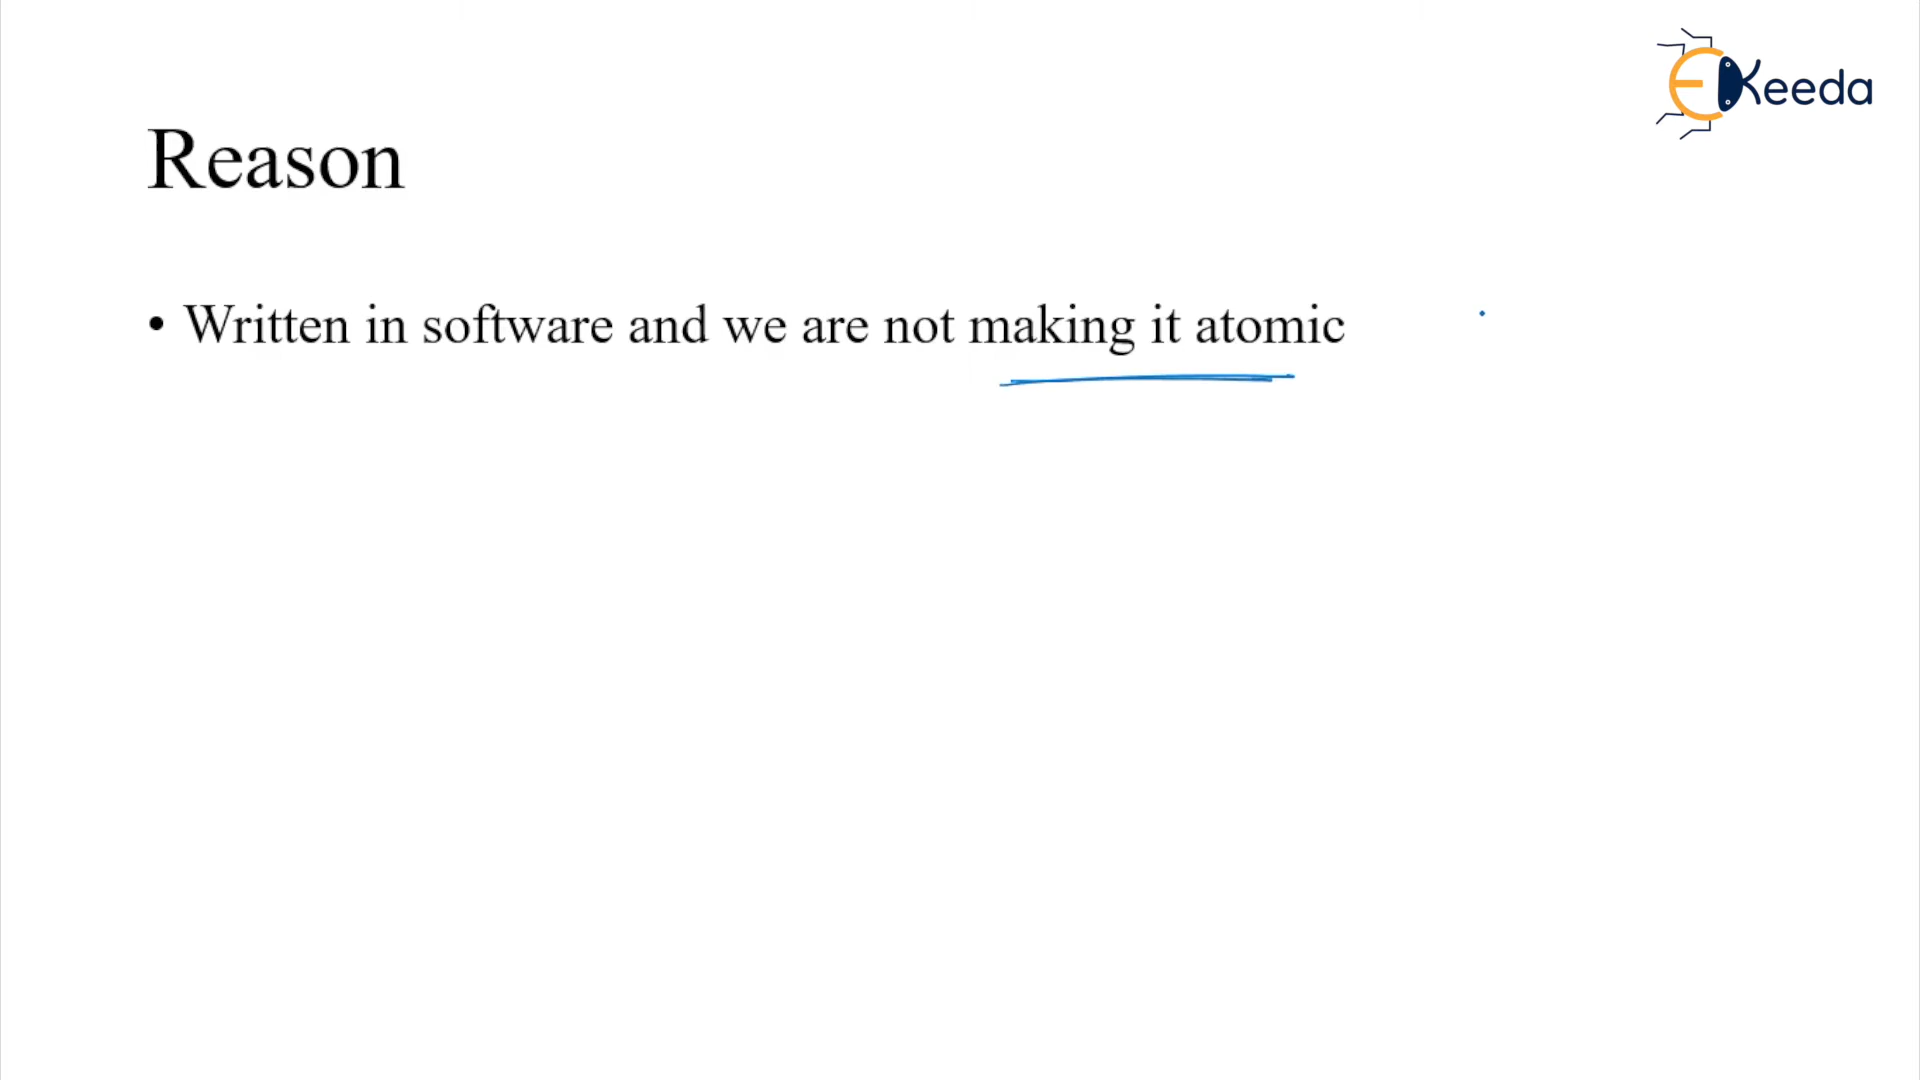 EKeeda
Reason
• Written in software and we are not making it atomic